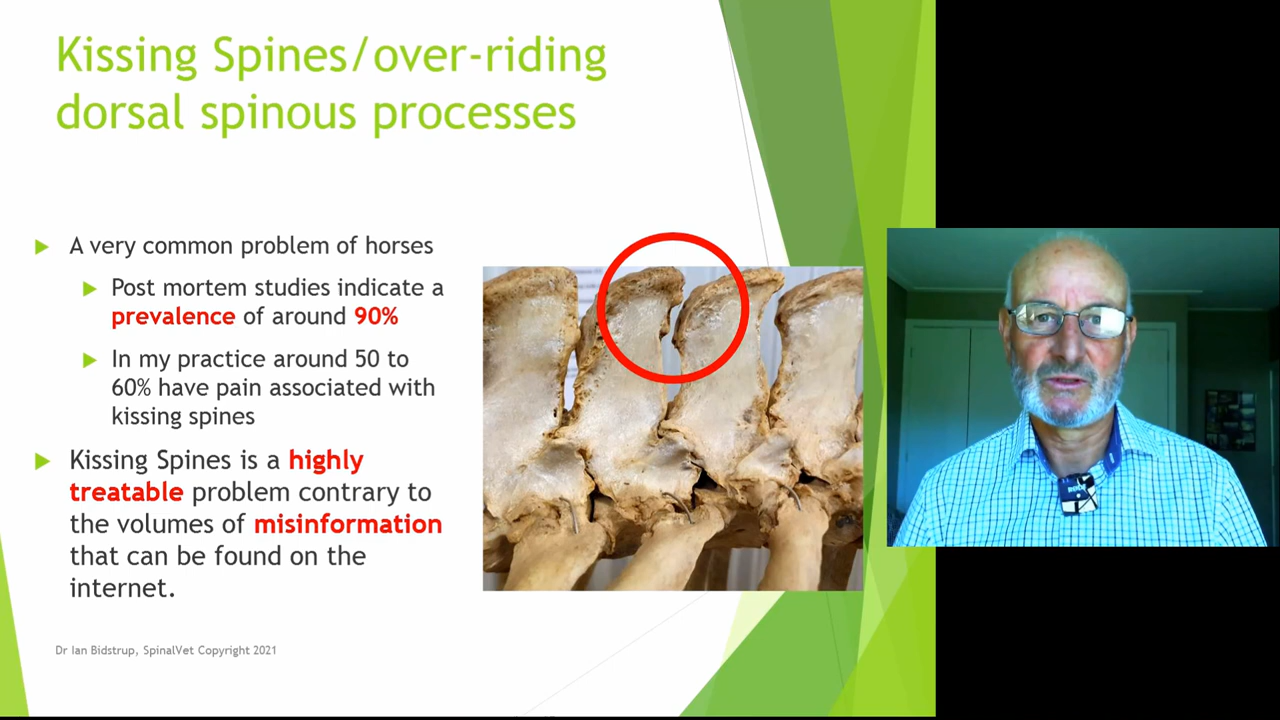 Kissing Spines/over-riding
dorsal spinous processes
A very common problem of horses
Post mortem studies indicate a
prevalence of around 90%
In my practice around 50 to
60% have pain associated with
kissing spines
Kissing Spines is a highly
treatable problem contrary to
the volumes of misinformation
that can be found on the
internet.
Dr Ian Bidstrup, SpinalVet Copyright 2021
RØDE